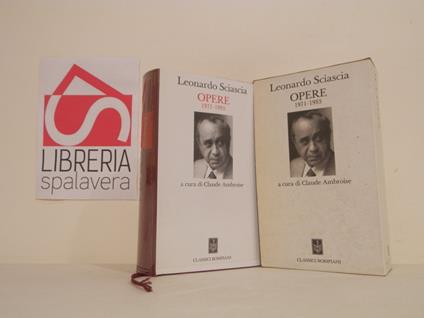 LIBRERIA
spalavera
Leonardo Sciascia
OPERE
1971-1983
a cura di Claude Ambroise
CLASSICI BOMPIANI
Leonardo Sciascia
OPERE
1971-1983
a cura di Claude Ambroise
CLASSICI BOMPIANI